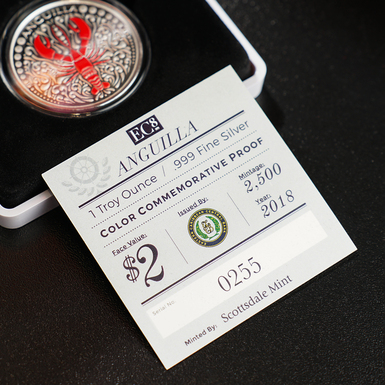 ANGUILLA
EC8
ANGUILLA
1 Troy Ounce / .999 Fine Silver
COLOR COMMEMORATIVE PROOF
Face Value:
$2
Issued By:
Mintage:
2,500
Year:
2018
Serial No.
0255
Minted By: Scottsdale Mint